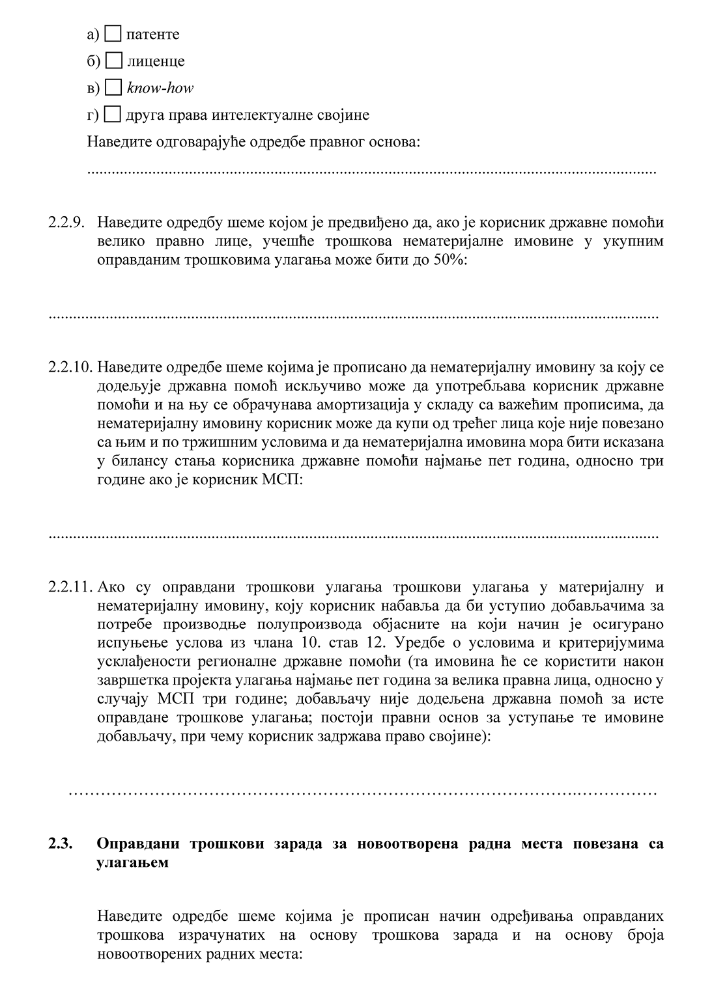 а) ☐ патенте
б) ☐ лиценце
в) ☐ know-how
г) ☐ друга права интелектуалне својине
Наведите одговарајуће одредбе правног основа:
............................................................................................................................................
2.2.9. Наведите одредбу шеме којом је предвиђено да, ако је корисник државне помоћи
велико правно лице, учешће трошкова нематеријалне имовине у укупним
оправданим трошковима улагања може бити до 50%:
......................................................................................................................................................
2.2.10. Наведите одредбе шеме којима је прописано да нематеријалну имовину за коју се
додељује државна помоћ искључиво може да употребљава корисник државне
помоћи и на њу се обрачунава амортизација у складу са важећим прописима, да
нематеријалну имовину корисник може да купи од трећег лица које није повезано
са њим и по тржишним условима и да нематеријална имовина мора бити исказана
у билансу стања корисника државне помоћи најмање пет година, односно три
године ако је корисник МСП:
......................................................................................................................................................
2.2.11. Ако су оправдани трошкови улагања трошкови улагања у материјалну и
нематеријалну имовину, коју корисник набавља да би уступио добављачима за
потребе производње полупроизвода објасните на који начин је осигурано
испуњење услова из члана 10. став 12. Уредбе о условима и критеријумима
усклађености регионалне државне помоћи (та имовина ће се користити након
завршетка пројекта улагања најмање пет година за велика правна лица, односно у
случају МСП три године; добављачу није додељена државна помоћ за исте
оправдане трошкове улагања; постоји правни основ за уступање те имовине
добављачу, при чему корисник задржава право својине):
…………………………………………………………………………………….……………
2.3. Оправдани трошкови зарада за новоотворена радна места повезана са
улагањем
Наведите одредбе шеме којима је прописан начин одређивања оправданих
трошкова израчунатих на основу трошкова зарада и на основу броја
новоотворених радних места: